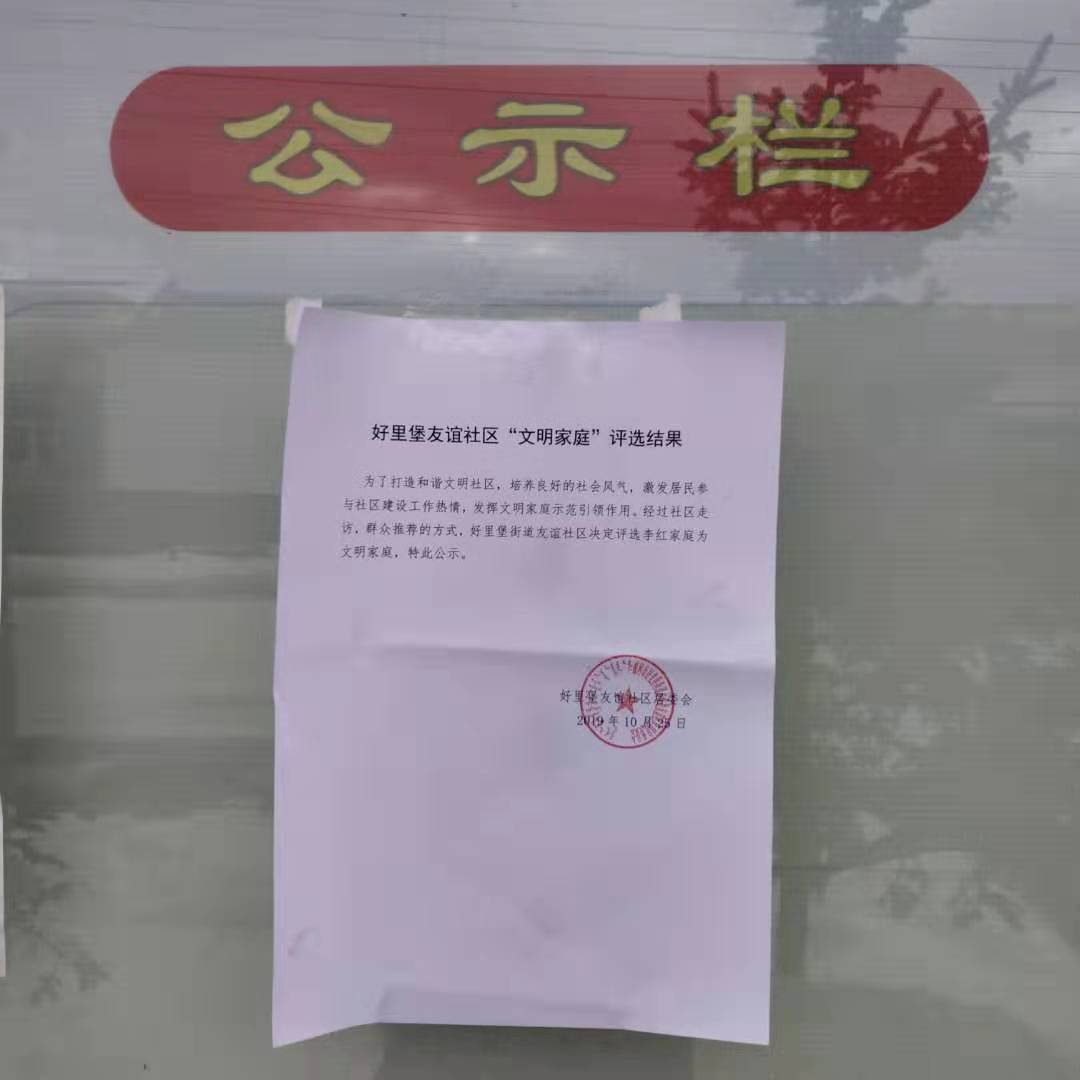 公示栏
好里堡友谊社区“文明家庭”评选结果
为了打造和谐文明社区，培养良好的社会风气，激发居民参
与社区建设工作热情，发挥文明家庭示范引领作用。经过社区走
访，群众推荐的方式，好里堡街道友谊社区决定评选李红家庭为
文明家庭，特此公示。
好里堡友谊社区居委会
2019年10月25日